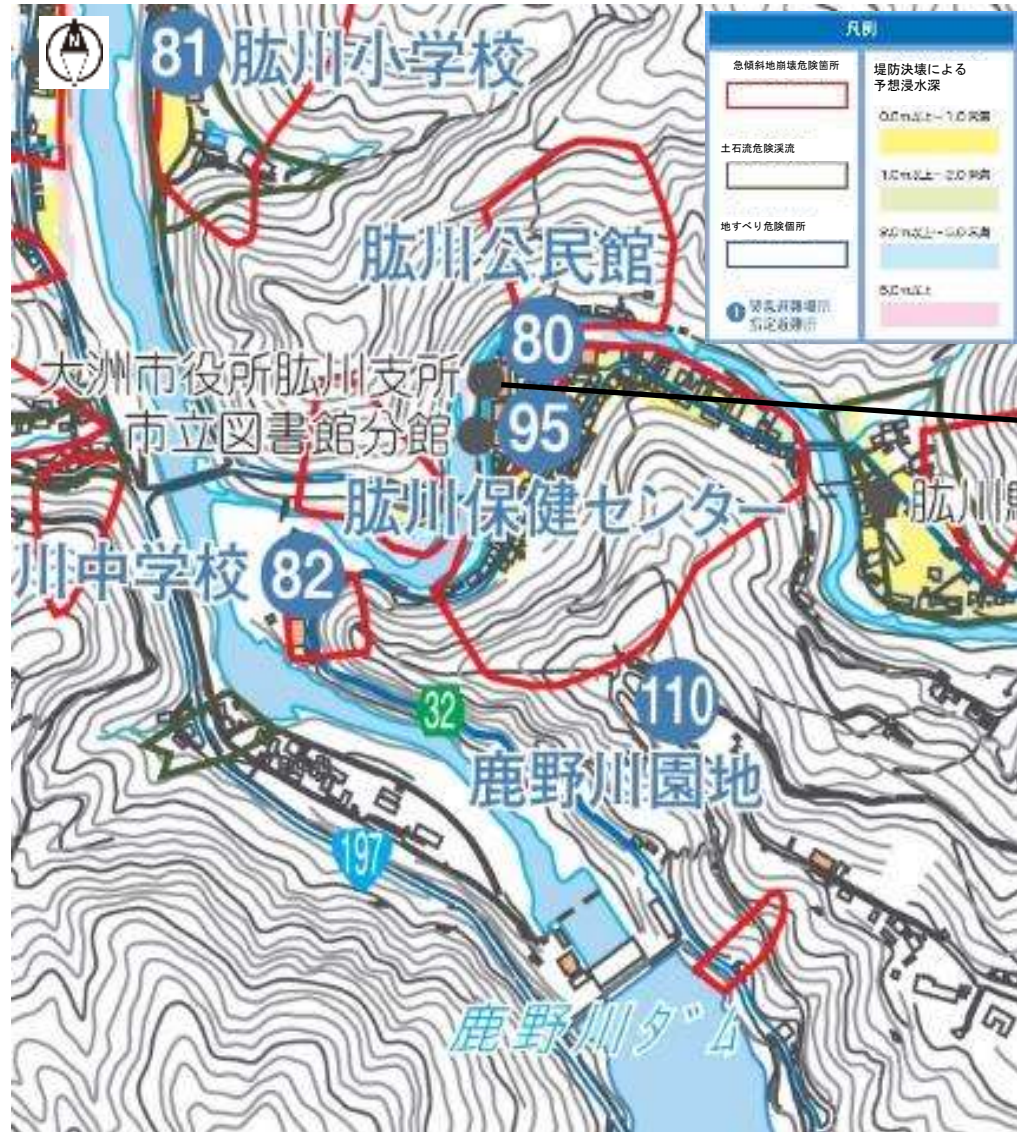 N
81 肱川小学校
凡例
急傾斜地崩壊危険箇所
土石流危険渓流
地すべり危険個所
堤防決壊による
予想浸水深
肱川公民館
80
大洲市役所肱川支所
市立図書館分館
95
肱川保健センター
肱川
川中学校 82
32
110
鹿野川園地
197
鹿野川ダム